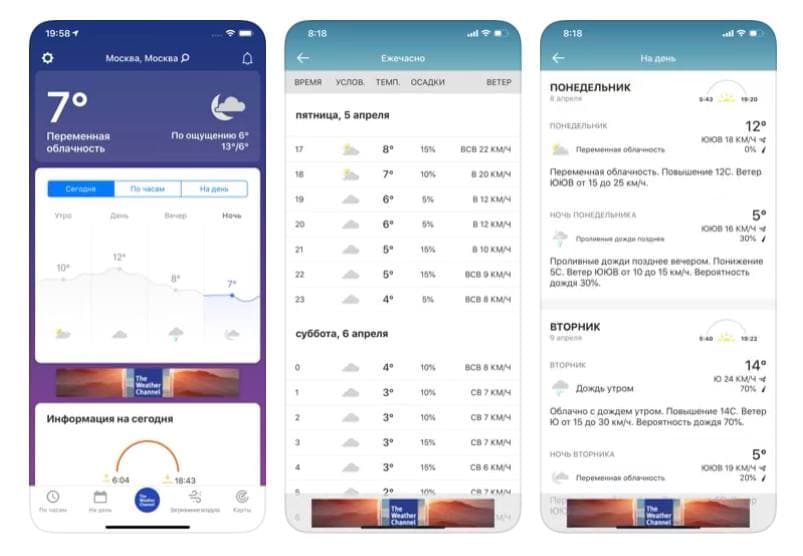 19:58
Москва, Москва
7°
Переменная облачность
По ощущению 6°
13°/6°
Сегодня По часам На день
Утро День Вечер Ночь
10° 12° 8° 7°
The Weather Channel
Информация на сегодня
6:04 18:43
По часам На день The Weather Channel Карты
8:18
Ежечасно
ВРЕМЯ УСЛОВ. ТЕМП. ОСАДКИ ВЕТЕР
пятница, 5 апреля
17 8° 15% ВСВ 22 КМ/Ч
18 7° 10% В 20 КМ/Ч
19 6° 5% В 12 КМ/Ч
20 6° 5% В 12 КМ/Ч
21 5° 15% В 10 КМ/Ч
22 5° 15% ВСВ 9 КМ/Ч
23 4° 5% ВСВ 8 КМ/Ч
суббота, 6 апреля
0 4° 10% ВСВ 8 КМ/Ч
1 3° 10% СВ 7 КМ/Ч
2 3° 10% СВ 7 КМ/Ч
3 3° 15% СВ 7 КМ/Ч
4 3° 15% СВ 6 КМ/Ч
5 2° 10% СВ 7 КМ/Ч
6
The Weather Channel
8:18
На день
ПОНЕДЕЛЬНИК
8 апреля
5:43 19:20
ПОНЕДЕЛЬНИК 12°
ЮЮВ 18 КМ/Ч
Переменная облачность 0%
Переменная облачность. Повышение 12C. Ветер
ЮЮВ от 15 до 25 км/ч.
НОЧЬ ПОНЕДЕЛЬНИКА 5°
ЮЮВ 16 КМ/Ч
Проливные дожди позднее 30%
Проливные дожди позднее вечером. Понижение
5C. Ветер ЮЮВ от 10 до 15 км/ч. Вероятность
дождя 30%.
ВТОРНИК
9 апреля
5:40 19:22
ВТОРНИК 14°
Ю 24 КМ/Ч
Дождь утром 70%
Облачно с дождем утром. Повышение 14C. Ветер
Ю от 15 до 30 км/ч. Вероятность дождя 70%.
НОЧЬ ВТОРНИКА 5°
ЮЮВ 19 КМ/Ч
Переменная облачность 20%
The Weather Channel